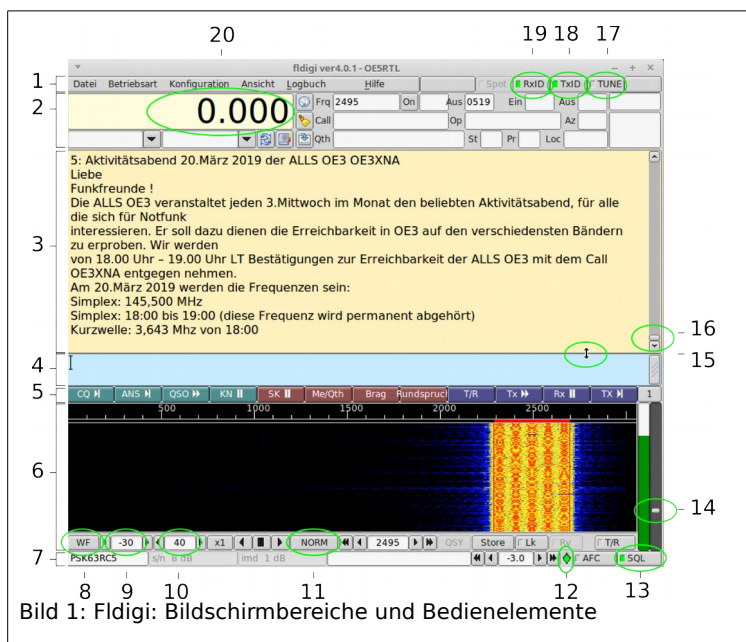 20 19 18 17
fldigi ver4.0.1 - OE5RTL
1 Datei Betriebsart Konfiguration Ansicht Logbuch Hilfe Spot RxID TxID TUNE
2 0.000 Frq 2495 On Aus 0519 Ein Aus
Call Op Az
Qth St Pr Loc
5: Aktivitätsabend 20.März 2019 der ALLS OE3 OE3XNA
Liebe
Funkfreunde !
Die ALLS OE3 veranstaltet jeden 3.Mittwoch im Monat den beliebten Aktivitätsabend, für alle
die sich für Notfunk
3 interessieren. Er soll dazu dienen die Erreichbarkeit in OE3 auf den verschiedensten Bändern
zu erproben. Wir werden
von 18.00 Uhr – 19.00 Uhr LT Bestätigungen zur Erreichbarkeit der ALLS OE3 mit dem Call
OE3XNA entgegen nehmen.
Am 20.März 2019 werden die Frequenzen sein:
Simplex: 145,500 MHz
Simplex: 18:00 bis 19:00 (diese Frequenz wird permanent abgehört)
Kurzwelle: 3,643 Mhz von 18:00
16
15
4
5 CQ ANS QSO KN SK Me/Qth Brag Rundspruch T/R Tx Rx TX 1
500 1000 1500 2000 2500
6
14
WF -30 40 x1 NORM 2495 QSY Store Lk Rv T/R
7 PSK63RC5 s/n 8 dB imd 1 dB -3.0 AFC SQL
8 9 10 11 12 13
Bild 1: Fldigi: Bildschirmbereiche und Bedienelemente